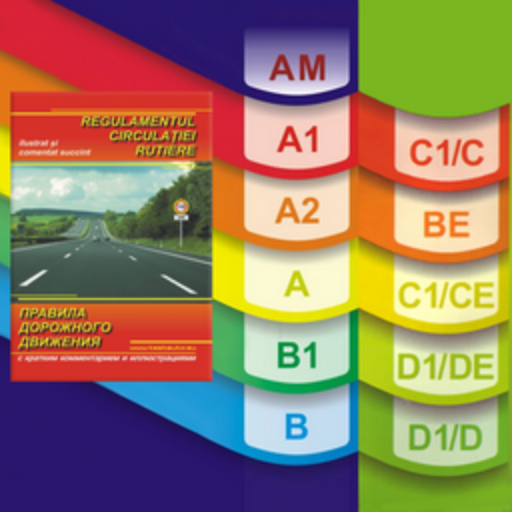 REGULAMENTUL
CIRCULAȚIEI
RUTIERE
ilustrat și
comentat succint
ПРАВИЛА
ДОРОЖНОГО
ДВИЖЕНИЯ
с кратким комментарием и иллюстрациями
AM
A1
A2
A
B1
B
C1/C
BE
C1/CE
D1/DE
D1/D